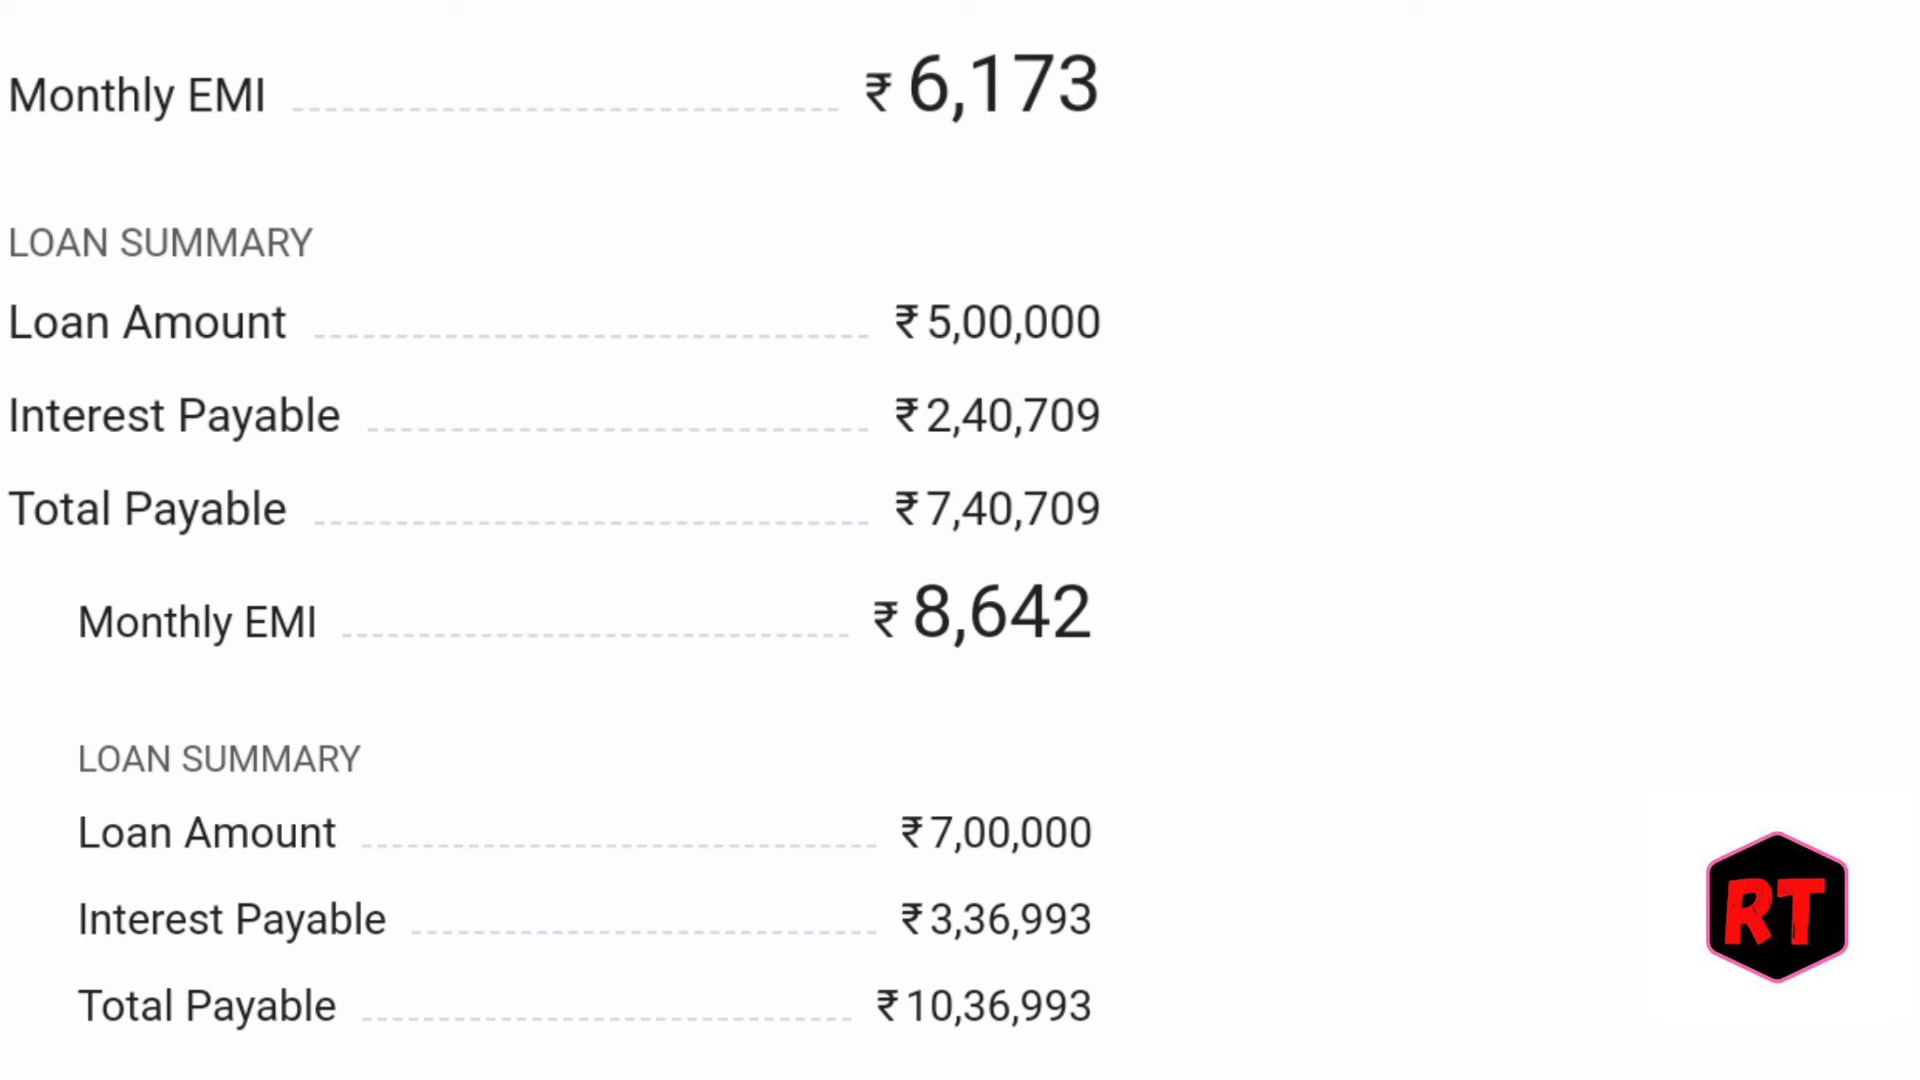 Monthly EMI ₹ 6,173
LOAN SUMMARY
Loan Amount ₹5,00,000
Interest Payable ₹2,40,709
Total Payable ₹7,40,709
Monthly EMI ₹ 8,642
LOAN SUMMARY
Loan Amount ₹7,00,000
Interest Payable ₹3,36,993
Total Payable ₹10,36,993
RT